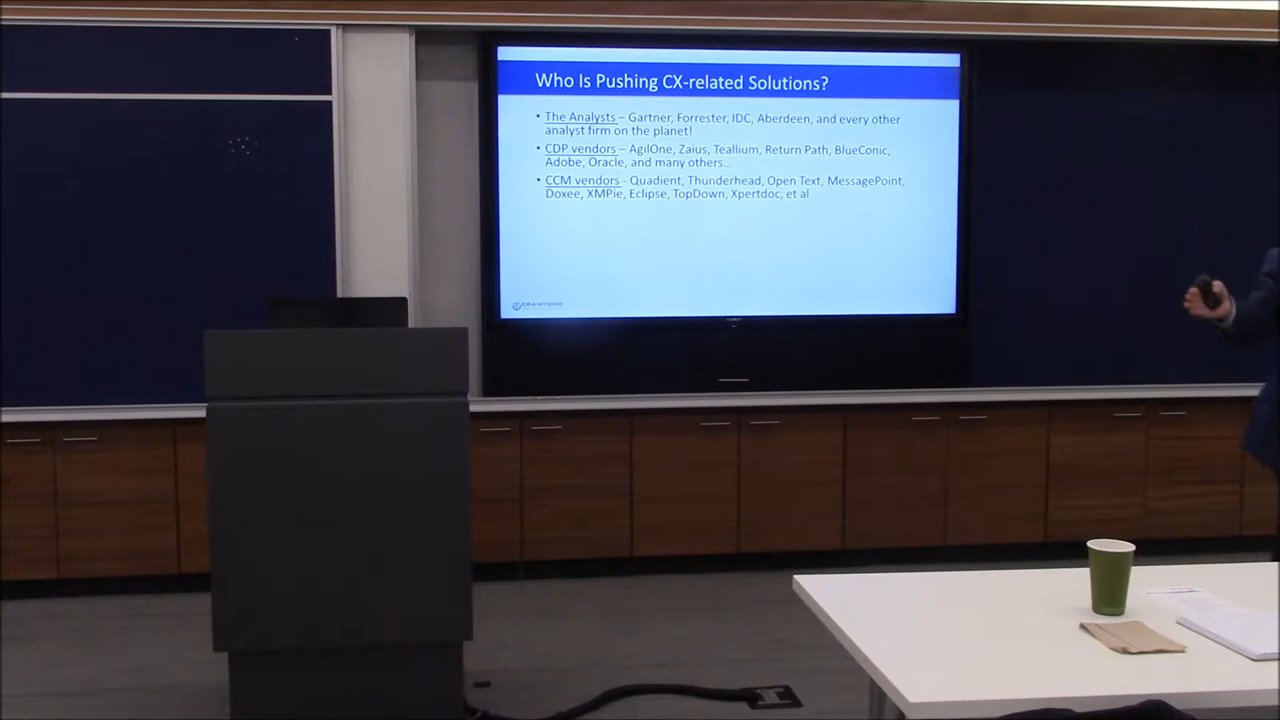 Who Is Pushing CX-related Solutions?
• The Analysts – Gartner, Forrester, IDC, Aberdeen, and every other
analyst firm on the planet!
• CDP vendors – AgilOne, Zaius, Teallium, Return Path, BlueConic,
Adobe, Oracle, and many others...
• CCM vendors - Quadient, Thunderhead, Open Text, MessagePoint,
Doxee, XMPie, Eclipse, TopDown, Xpertdoc, et al
CRAWFORD